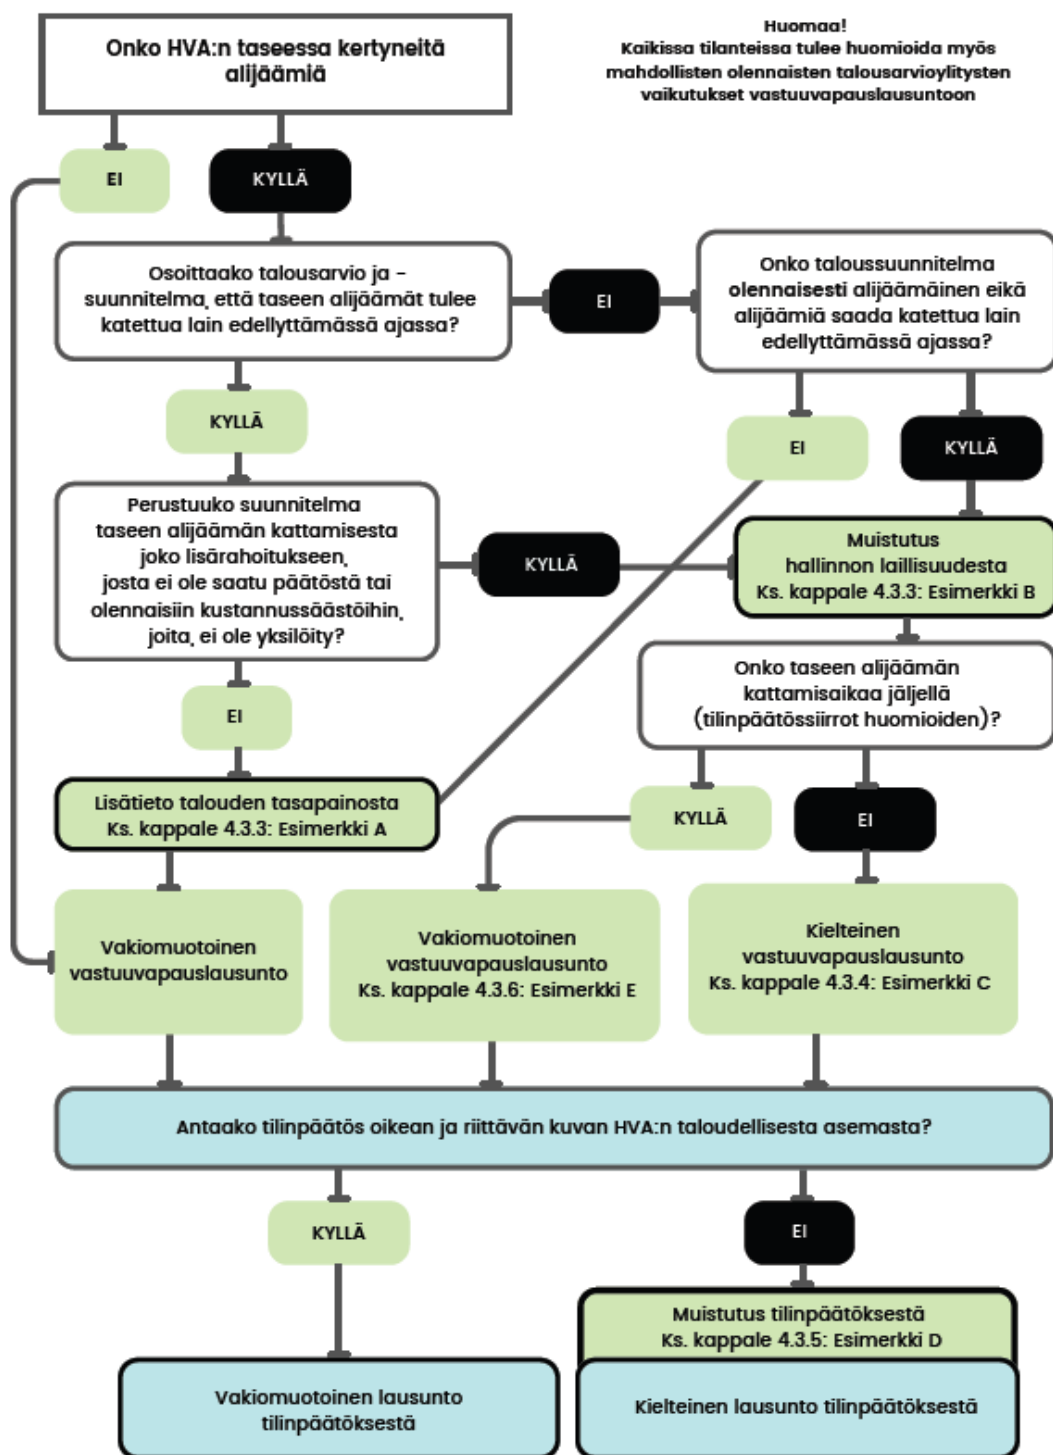 Onko HVA:n taseessa kertyneitä
alijäämiä
Huomaa!
Kaikissa tilanteissa tulee huomioida myös
mahdollisten olennaisten talousarvioylitysten
vaikutukset vastuuvapauslausuntoon
EI
KYLLÄ
Osoittaako talousarvio ja -
suunnitelma, että taseen alijäämät tulee
katettua lain edellyttämässä ajassa?
EI
Onko taloussuunnitelma
olennaisesti alijäämäinen eikä
alijäämiä saada katettua lain
edellyttämässä ajassa?
KYLLÄ
EI
KYLLÄ
Perustuuko suunnitelma
taseen alijäämän kattamisesta
joko lisärahoitukseen,
josta ei ole saatu päätöstä tai
olennaisiin kustannussäästöihin,
joita, ei ole yksilöity?
KYLLÄ
Muistutus
hallinnon laillisuudesta
Ks. kappale 4.3.3: Esimerkki B
EI
Onko taseen alijäämän
kattamisaikaa jäljellä
(tilinpäätössiirrot huomioiden)?
Lisätieto talouden tasapainosta
Ks. kappale 4.3.3: Esimerkki A
KYLLÄ
EI
Vakiomuotoinen
vastuuvapauslausunto
Vakiomuotoinen
vastuuvapauslausunto
Ks. kappale 4.3.6: Esimerkki E
Kielteinen
vastuuvapauslausunto
Ks. kappale 4.3.4: Esimerkki C
Antaako tilinpäätös oikean ja riittävän kuvan HVA:n taloudellisesta asemasta?
KYLLÄ
EI
Muistutus tilinpäätöksestä
Ks. kappale 4.3.5: Esimerkki D
Vakiomuotoinen lausunto
tilinpäätöksestä
Kielteinen lausunto tilinpäätöksestä